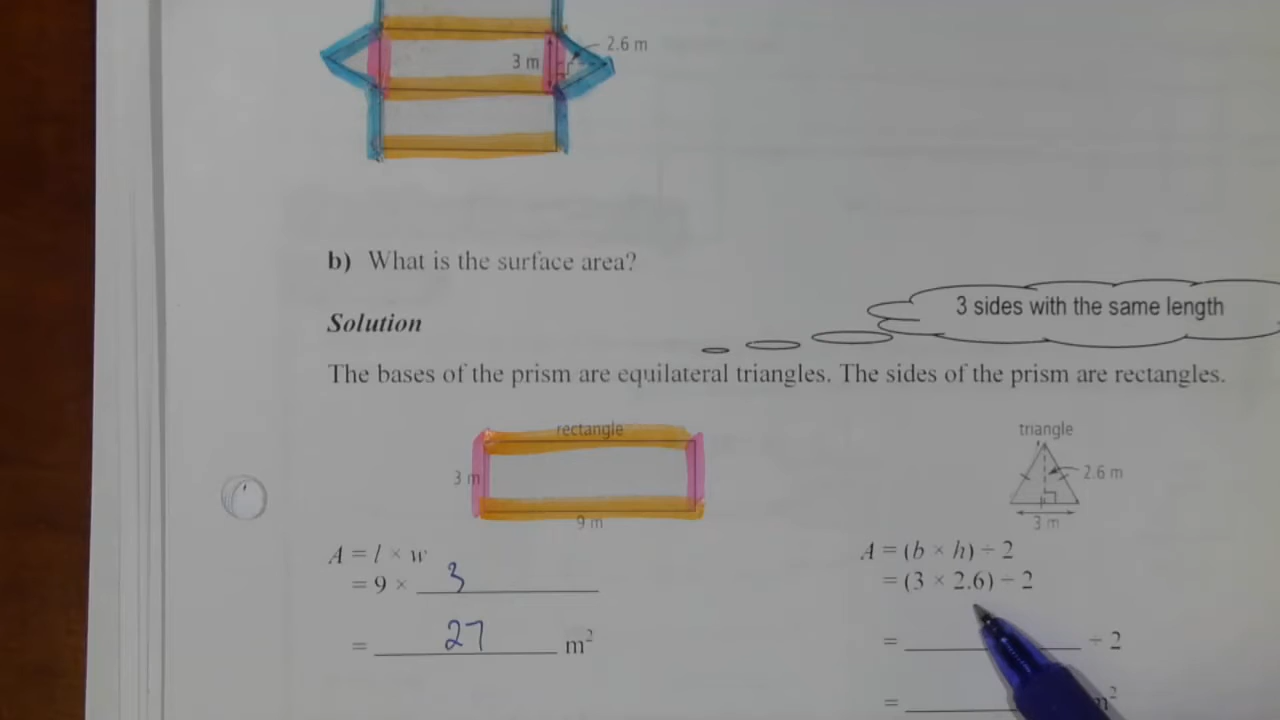 2.6 m
3 m
b) What is the surface area?
3 sides with the same length
Solution
The bases of the prism are equilateral triangles. The sides of the prism are rectangles.
rectangle
3 m
9 m
triangle
2.6 m
3 m
A = l × w
= 9 × 3
= 27 m²
A = (b × h) ÷ 2
= (3 × 2.6) ÷ 2
= ÷ 2
= m²